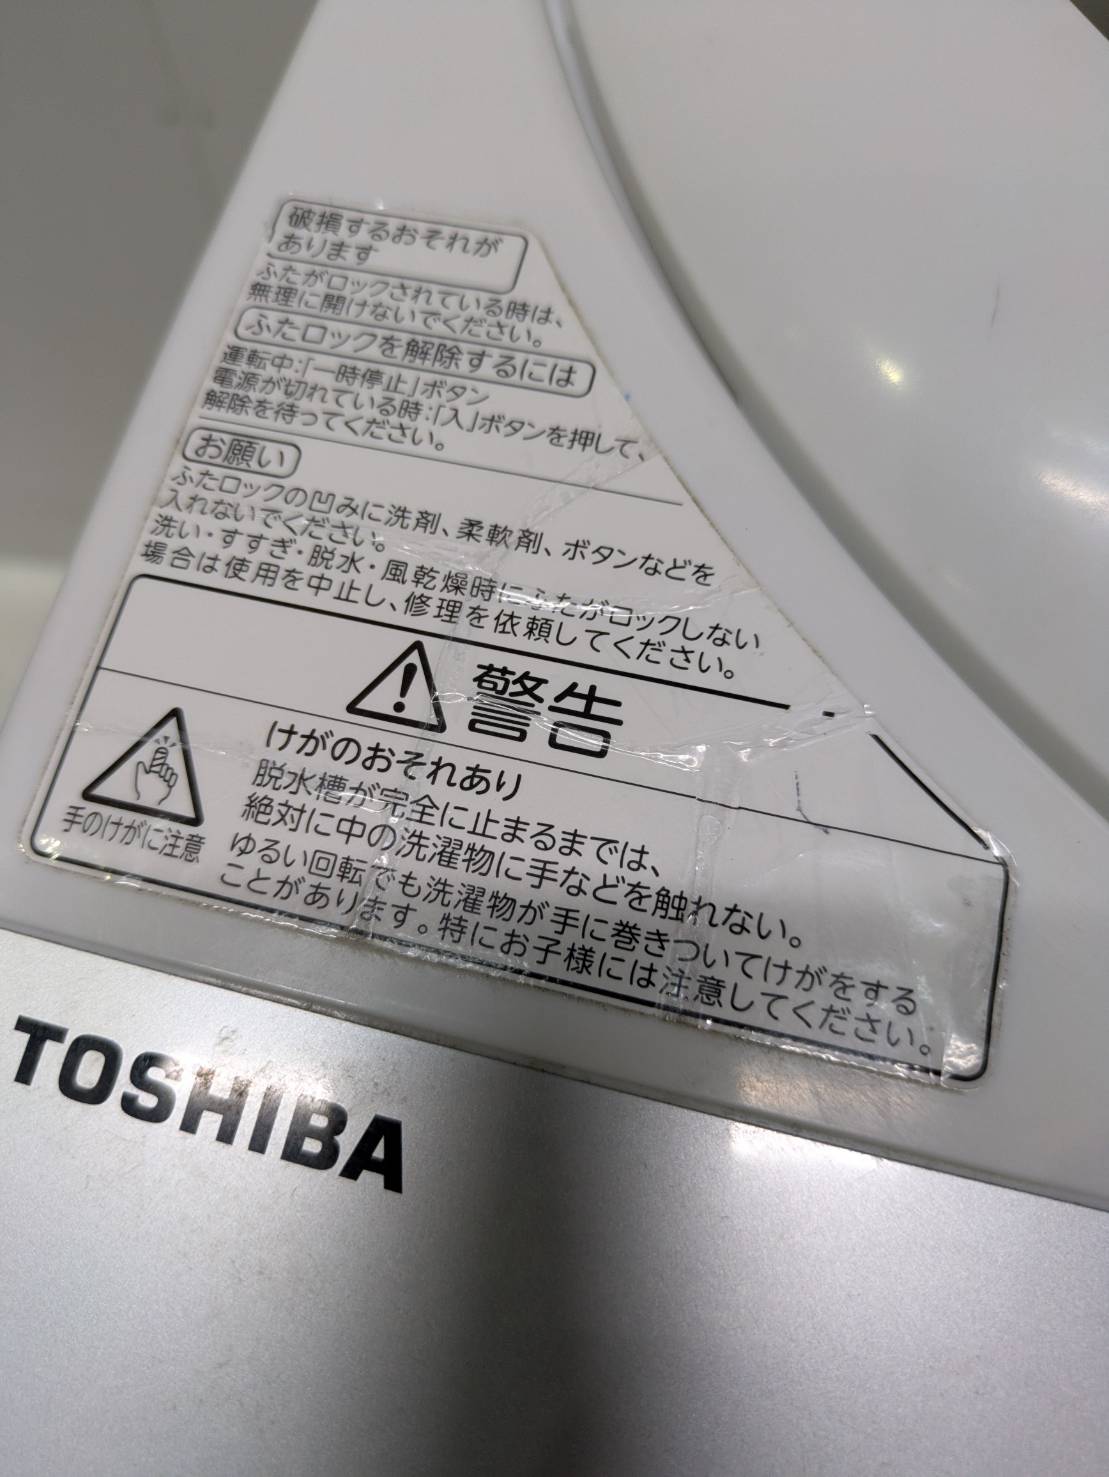 破損するおそれが
あります
ふたがロックされている時は、
無理に開けないでください。
ふたロックを解除するには
運転中:「一時停止」ボタン
電源が切れている時:「入」ボタンを押して、
解除を待ってください。
お願い
ふたロックの凹みに洗剤、柔軟剤、ボタンなどを
入れないでください。
洗い・すすぎ・脱水・風乾燥時にふたがロックしない
場合は使用を中止し、修理を依頼してください。
警告
手のけがに注意
けがのおそれあり
脱水槽が完全に止まるまでは、
絶対に中の洗濯物に手などを触れない。
ゆるい回転でも洗濯物が手に巻きついてけがをする
ことがあります。特にお子様には注意してください。
TOSHIBA